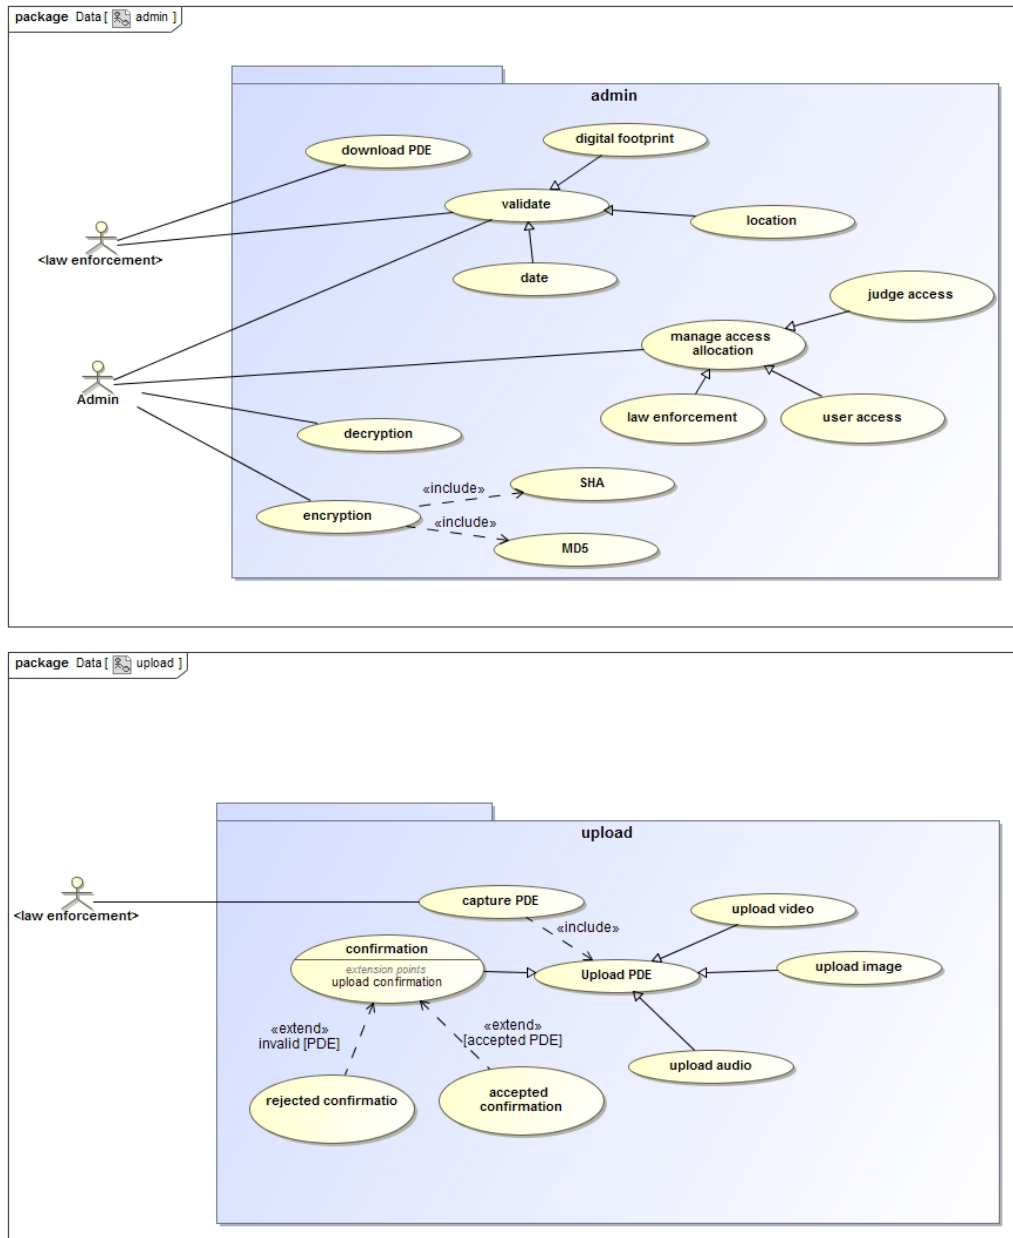 package Data [ admin ]
admin
digital footprint
download PDE
validate
location
<law enforcement>
date
judge access
manage access
allocation
Admin
law enforcement
user access
decryption
«include»
SHA
encryption
«include»
MD5
package Data [ upload ]
upload
<law enforcement>
capture PDE
upload video
«include»
confirmation
extension points
upload confirmation
Upload PDE
upload image
«extend»
invalid [PDE]
«extend»
[accepted PDE]
upload audio
rejected confirmatio
accepted
confirmation